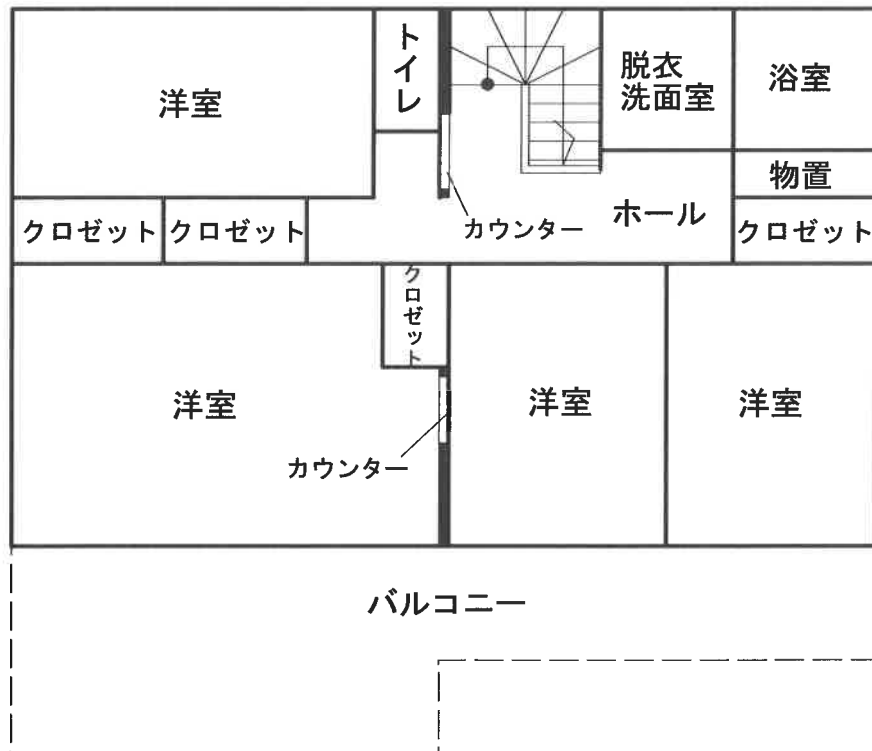 トイレ
脱衣
洗面室
浴室
洋室
物置
クロゼット
クロゼット
カウンター
ホール
クロゼット
クロゼット
洋室
洋室
洋室
カウンター
バルコニー